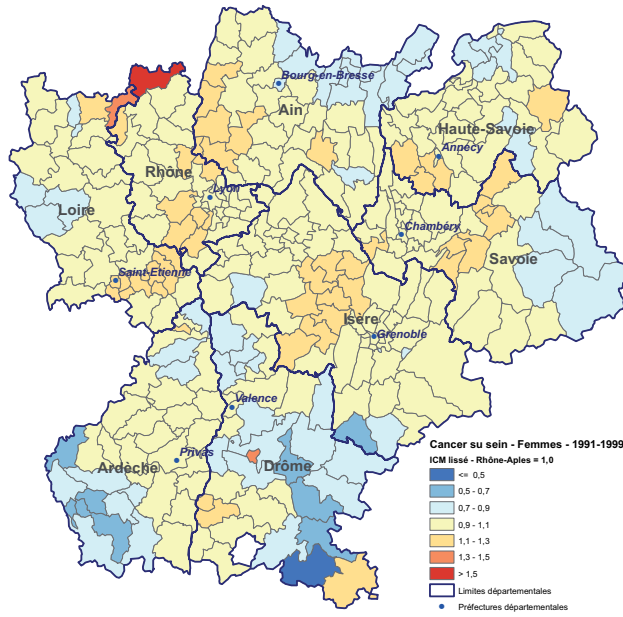 Bourg-en-Bresse
Ain
Haute-Savoie
Annecy
Rhône
Lyon
Loire
Chambéry
Savoie
Saint-Etienne
Isère
Grenoble
Valence
Privas
Ardèche
Drôme
Cancer su sein - Femmes - 1991-1999
ICM lissé - Rhône-Aples = 1,0
<= 0,5
0,5 - 0,7
0,7 - 0,9
0,9 - 1,1
1,1 - 1,3
1,3 - 1,5
> 1,5
Limites départementales
Préfectures départementales